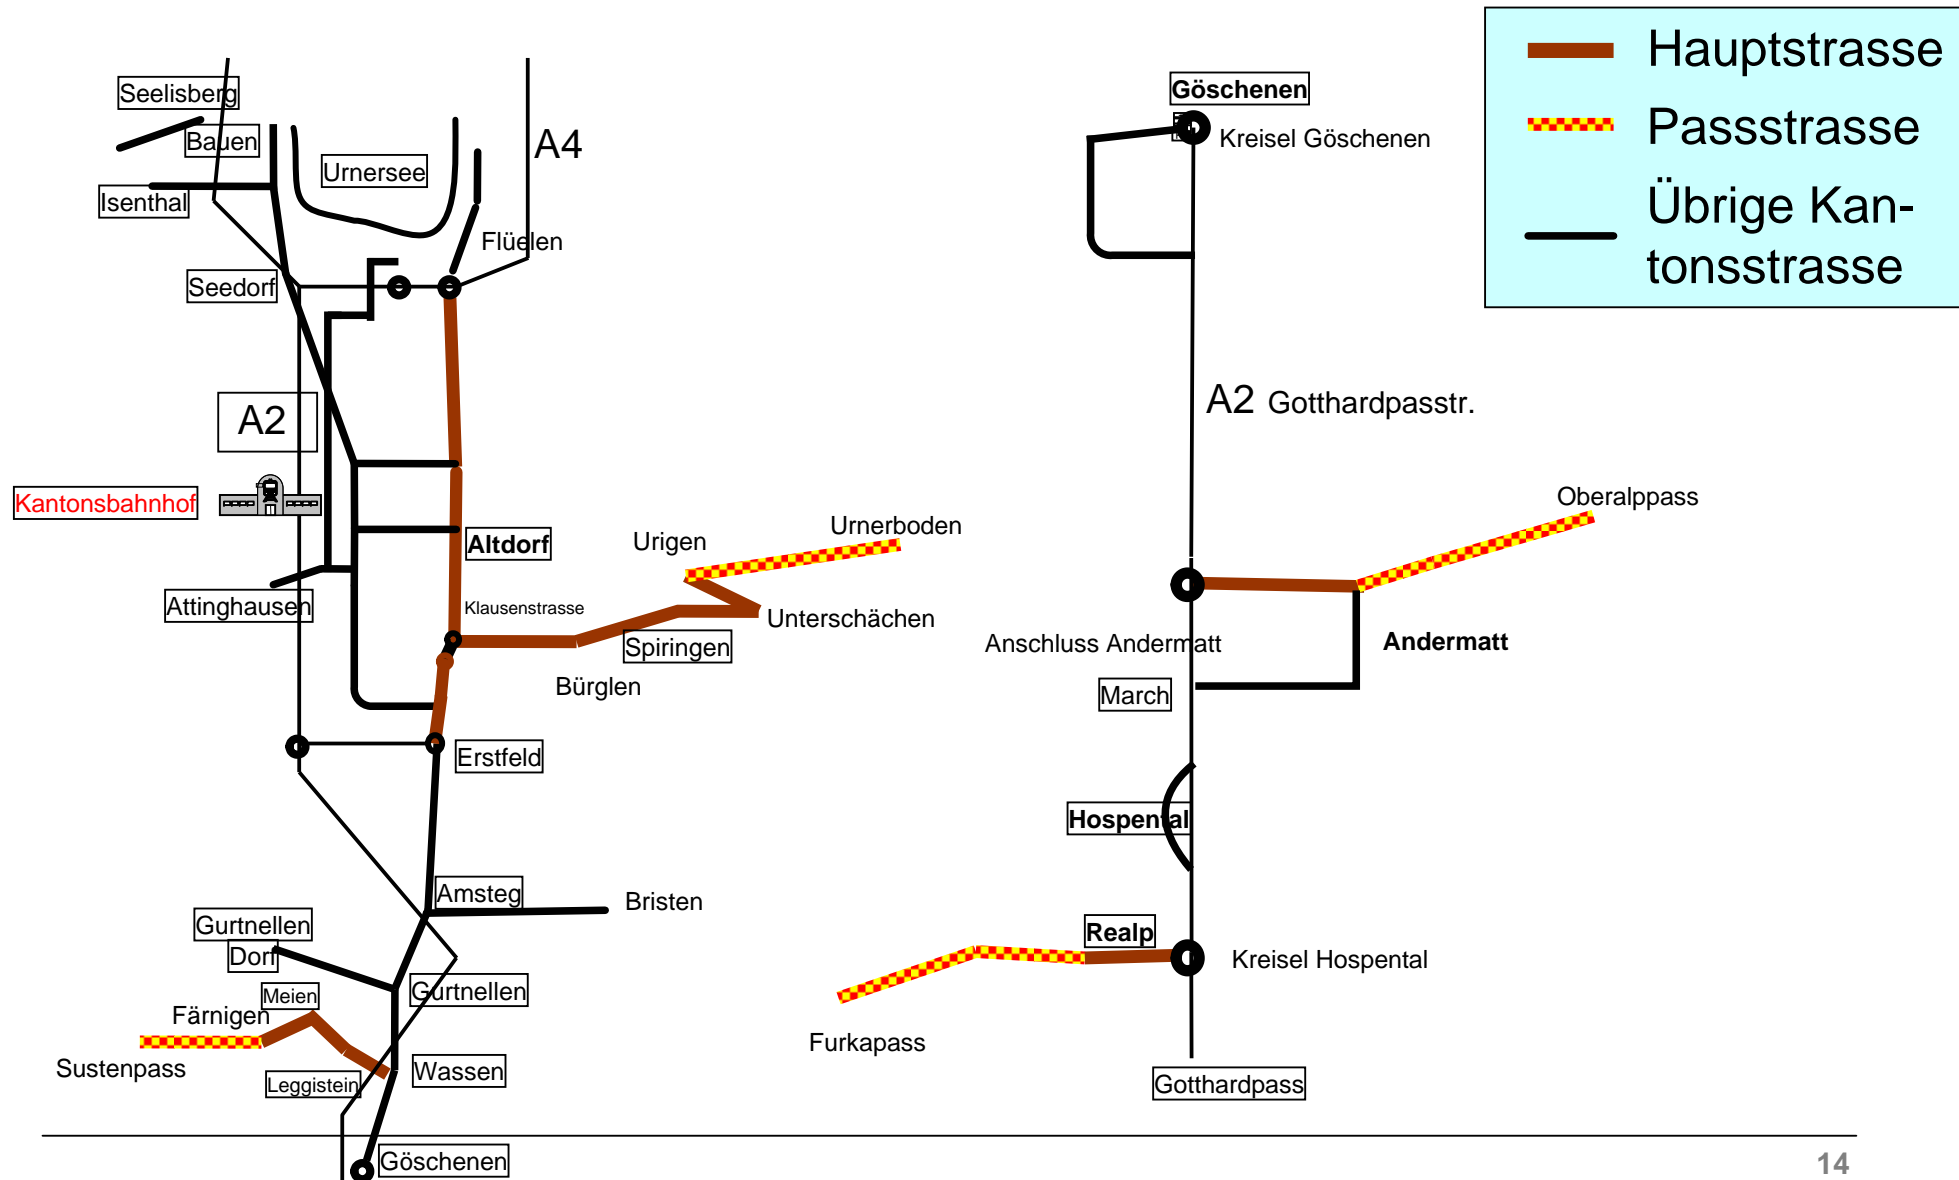 Seelisberg
Bauen
Urnersee
A4
Isenthal
Flüelen
Seedorf
A2
Kantonsbahnhof
Altdorf
Attinghausen
Klausenstrasse
Urigen
Urnerboden
Unterschächen
Spiringen
Bürglen
Erstfeld
Amsteg
Bristen
Gurtnellen
Dorf
Gurtnellen
Meien
Färnigen
Sustenpass
Leggistein
Wassen
Göschenen
Göschenen
Kreisel Göschenen
A2 Gotthardpasstr.
Oberalppass
Anschluss Andermatt
Andermatt
March
Hospental
Realp
Kreisel Hospental
Furkapass
Gotthardpass
Hauptstrasse
Passstrasse
Übrige Kan-
tonsstrasse
14